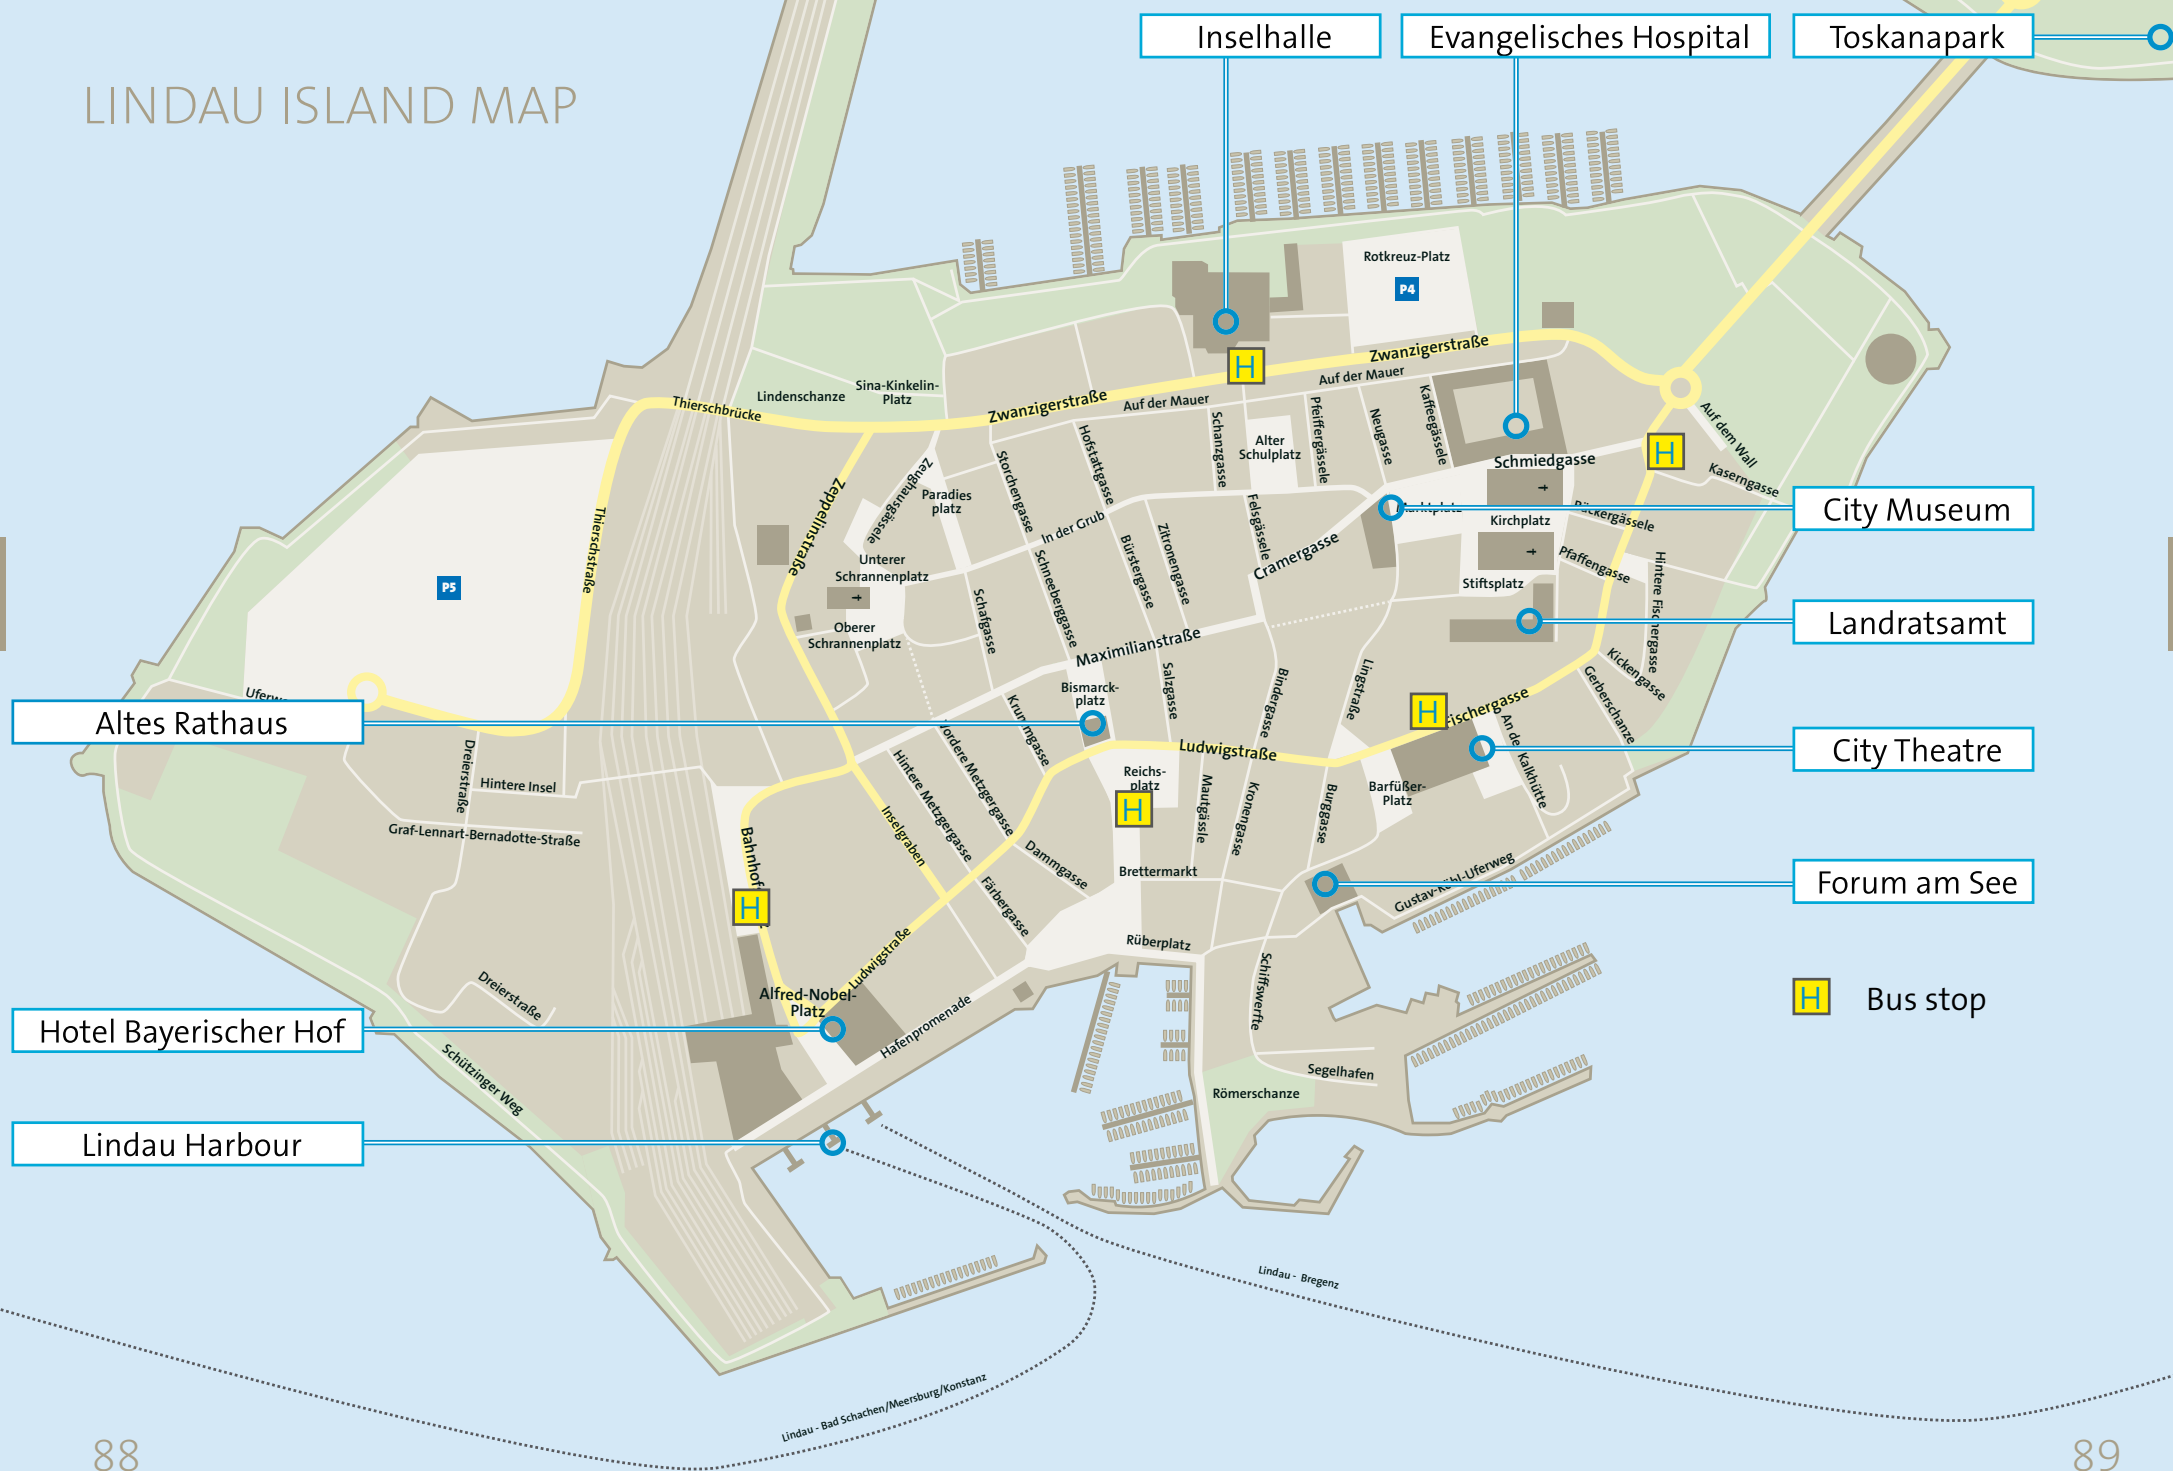 LINDAU ISLAND MAP
Inselhalle
Evangelisches Hospital
Toskanapark
Rotkreuz-Platz
P4
Zwanzigerstraße
Auf der Mauer
H
Lindenschanze
Sina-Kinkelin-
Platz
Thierschbrücke
Zwanzigerstraße
Auf der Mauer
Schanzgasse
Alter
Schulplatz
Pfeiffergässele
Neugasse
Kaffeegässele
Schmiedgasse
H
Auf dem Wall
Kaserngasse
Zeughausgässele
Zeppelinstraße
Paradies
platz
Storchengasse
Hofstattgasse
In der Grub
Felsgässele
Cramergasse
Marktplatz
City Museum
Kirchplatz
Bäckergässele
Pfaffengasse
Hintere Fischergasse
Stiftsplatz
Landratsamt
Thierschstraße
P5
Unterer
Schrannenplatz
Oberer
Schrannenplatz
Schafgasse
Schneeberggasse
Bürstergasse
Zitronengasse
Maximilianstraße
Salzgasse
Bindergasse
Lingstraße
H
Fischergasse
Kickengasse
Gerberschanze
An de
Kalkhütte
City Theatre
Bismarck-
platz
Altes Rathaus
Krummgasse
Vordere Metzgergasse
Hintere Metzgergasse
Ludwigstraße
Reichs-
platz
H
Mautgässle
Kronengasse
Burggasse
Barfüßer-
Platz
Dreierstraße
Hintere Insel
Graf-Lennart-Bernadotte-Straße
Inselgraben
Dammgasse
Färbergasse
Brettermarkt
Gustav-Röhl-Uferweg
Forum am See
H
Ludwigstraße
Rüberplatz
Schiffswerfte
Dreierstraße
Alfred-Nobel-
Platz
Hafenpromenade
H Bus stop
Hotel Bayerischer Hof
Schützinger Weg
Segelhafen
Römerschanze
Lindau Harbour
Lindau - Bregenz
Lindau - Bad Schachen/Meersburg/Konstanz
88
89